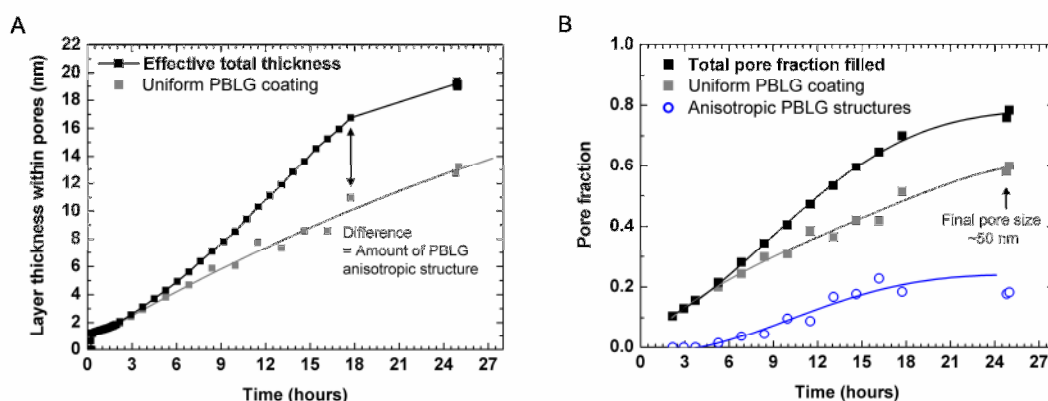 A
Layer thickness within pores (nm)
22
20
18
16
14
12
10
8
6
4
2
0
Effective total thickness
Uniform PBLG coating
Difference
= Amount of PBLG
anisotropic structure
0 3 6 9 12 15 18 21 24 27
Time (hours)
B
Pore fraction
1.0
0.8
0.6
0.4
0.2
0.0
Total pore fraction filled
Uniform PBLG coating
Anisotropic PBLG structures
Final pore size
~50 nm
0 3 6 9 12 15 18 21 24 27
Time (hours)